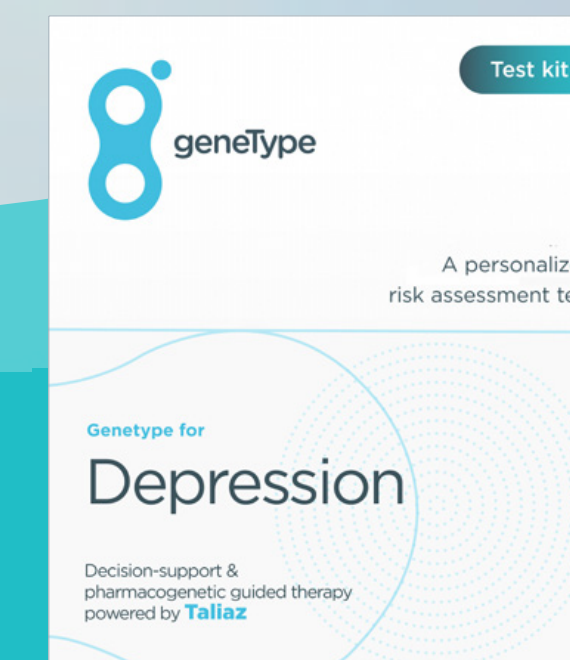 Test kit
geneType
A personaliz
risk assessment te
Genetype for
Depression
Decision-support &
pharmacogenetic guided therapy
powered by Taliaz